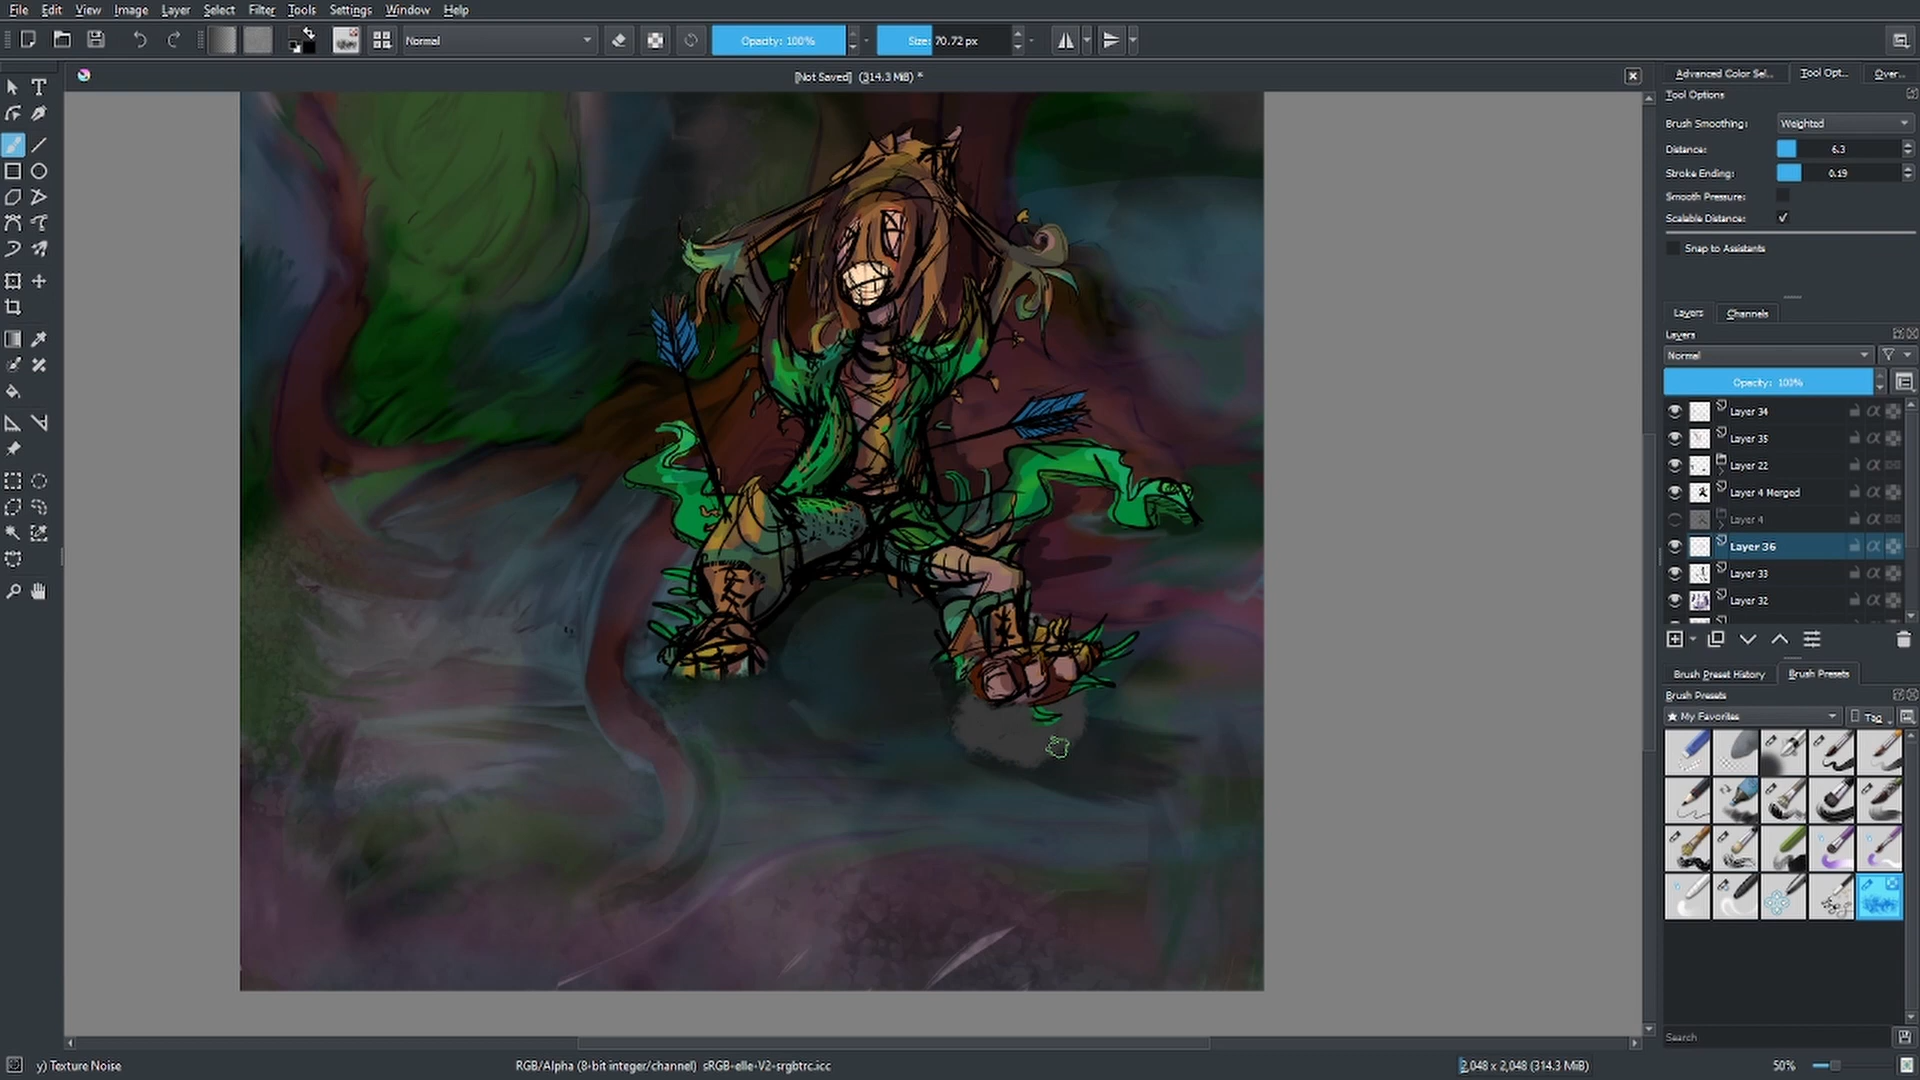 File Edit View Image Layer Select Filter Tools Settings Window Help
Normal Opacity: 100% Size: 70.72 px
[Not Saved] (314.3 MiB) *
Advanced Color Sel... Tool Opt... Over...
Tool Options
Brush Smoothing: Weighted
Distance: 6.3
Stroke Ending: 0.19
Smooth Pressure:
Scalable Distance:
Snap to Assistants
Layers Channels
Layers
Normal
Opacity: 100%
Layer 34
Layer 35
Layer 22
Layer 4 Merged
Layer 4
Layer 36
Layer 33
Layer 32
Brush Preset History Brush Presets
Brush Presets
My Favorites Tag
Search
y) Texture Noise RGB/Alpha (8-bit integer/channel) sRGB-elle-V2-srgbtrc.icc 2,048 x 2,048 (314.3 MiB) 50%